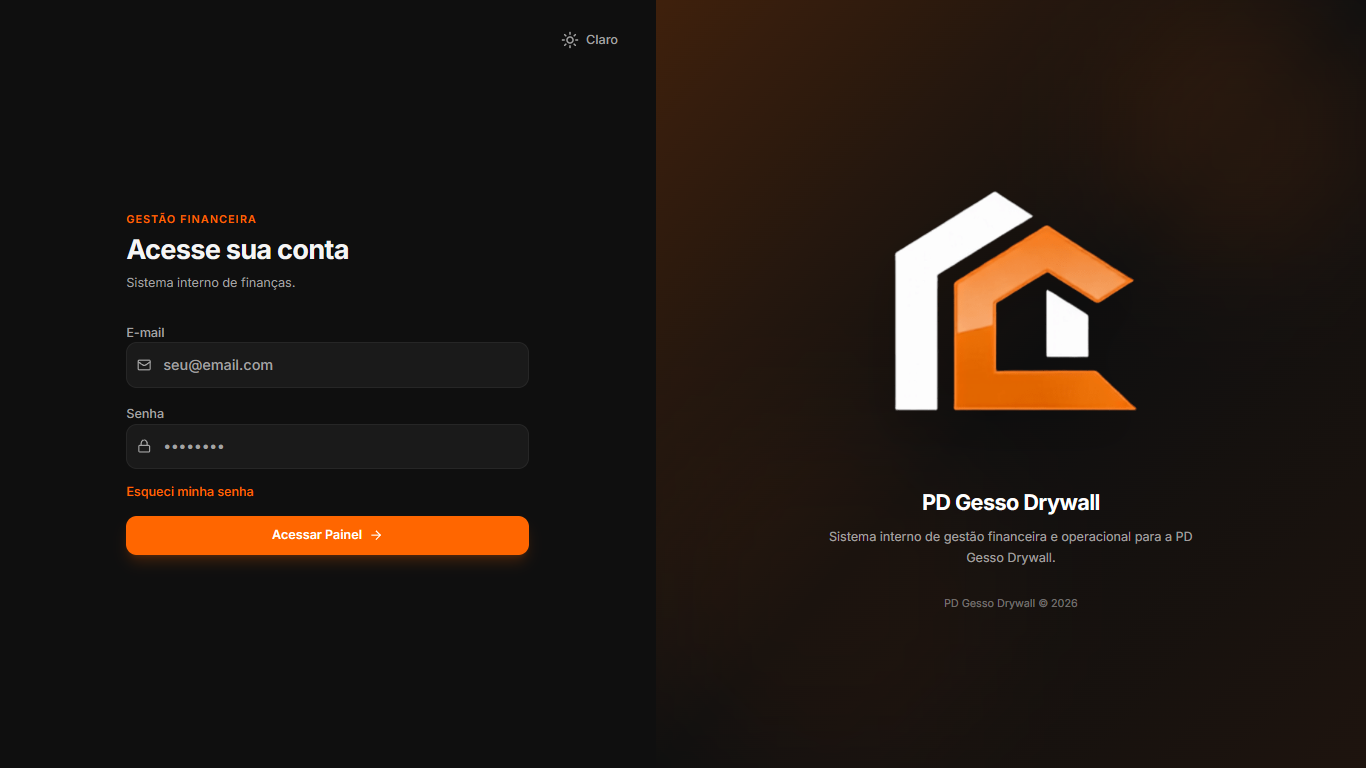 Claro
GESTÃO FINANCEIRA
Acesse sua conta
Sistema interno de finanças.
E-mail
seu@email.com
Senha
••••••••
Esqueci minha senha
Acessar Painel →
PD Gesso Drywall
Sistema interno de gestão financeira e operacional para a PD
Gesso Drywall.
PD Gesso Drywall © 2026